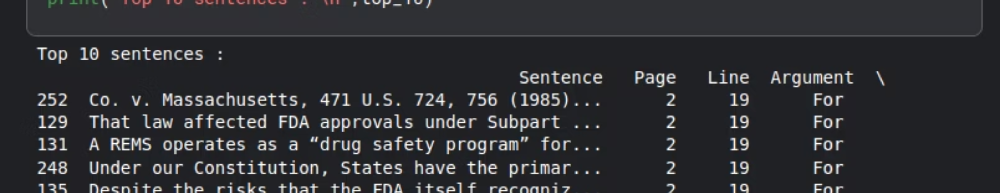 print("Top 10 sentences : \n",top_10)
Top 10 sentences :
Sentence Page Line Argument \
252 Co. v. Massachusetts, 471 U.S. 724, 756 (1985)... 2 19 For
129 That law affected FDA approvals under Subpart ... 2 19 For
131 A REMS operates as a “drug safety program” for... 2 19 For
248 Under our Constitution, States have the primar... 2 19 For
135 Despite the risks that the FDA itself recogniz... 2 19 For